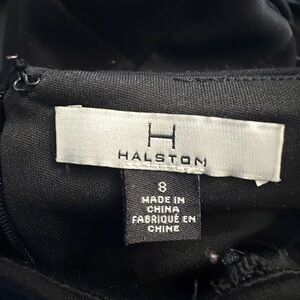 H
HALSTON
8
MADE IN
CHINA
FABRIQUÉ EN
CHINE